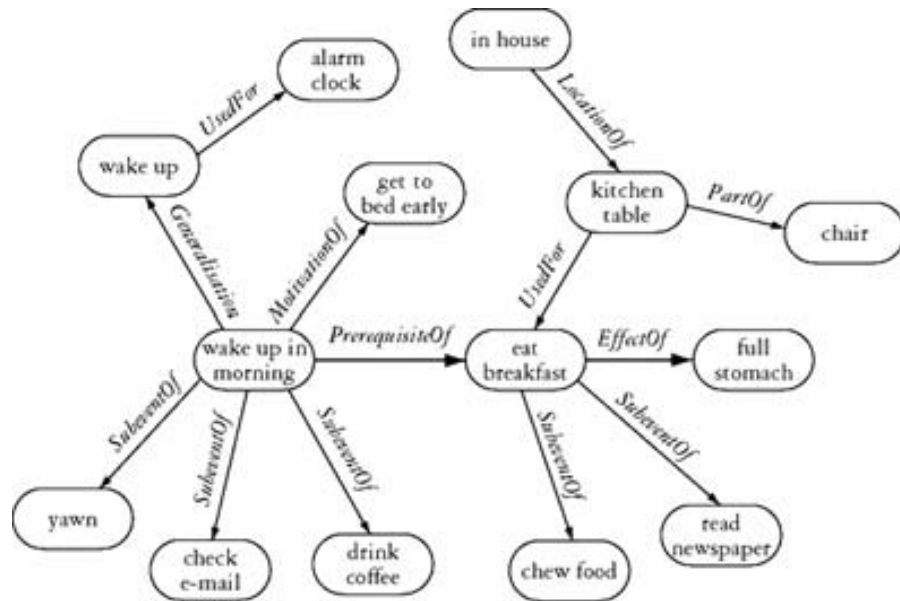 in house
alarm
clock
UsedFor
LocationOf
wake up
get to
bed early
kitchen
table
PartOf
chair
Generalisation
MotivationOf
UsedFor
wake up in
morning
PrerequisiteOf
eat
breakfast
EffectOf
full
stomach
SubeventOf
SubeventOf
SubeventOf
SubeventOf
SubeventOf
yawn
check
e-mail
drink
coffee
chew food
read
newspaper